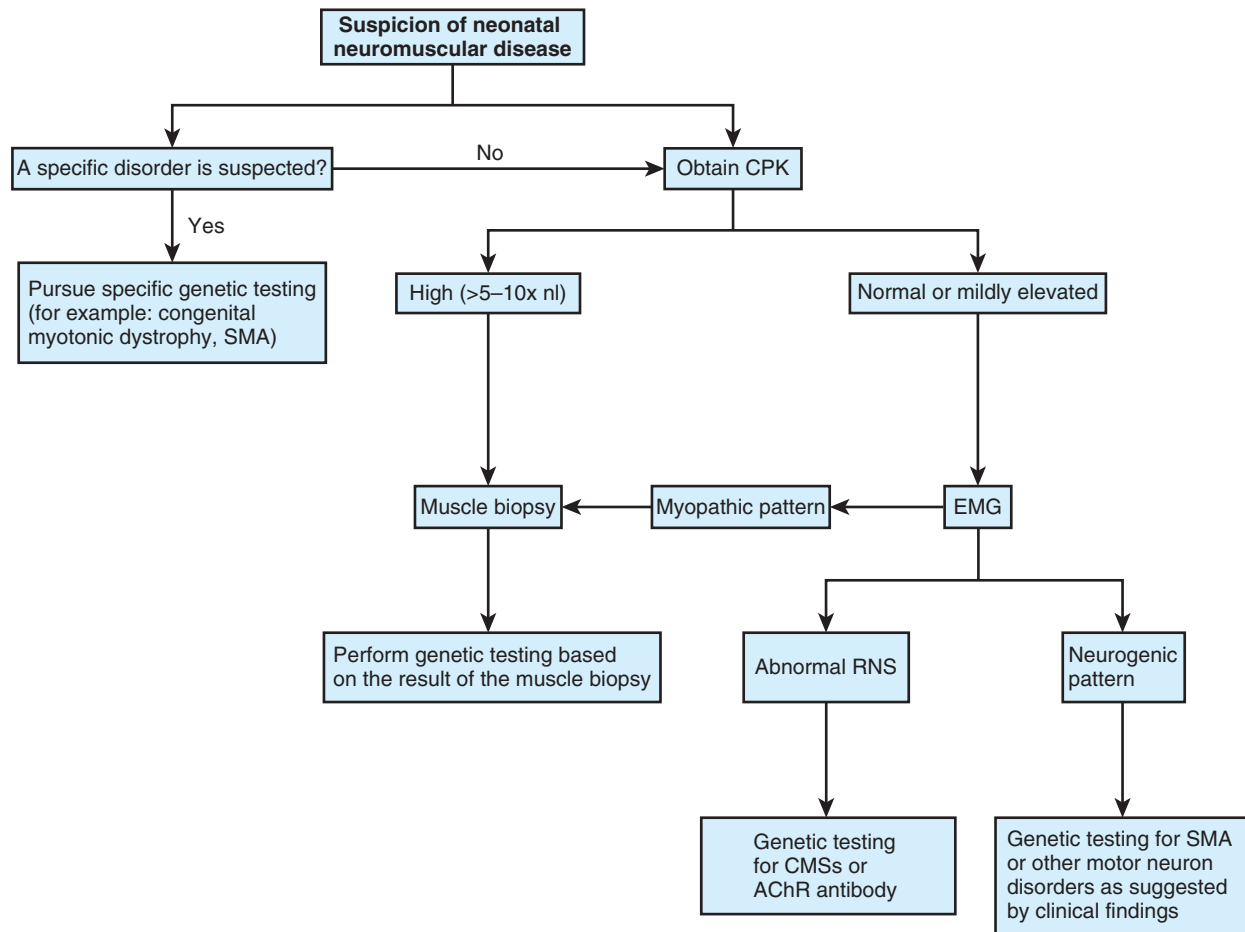 Suspicion of neonatal
neuromuscular disease
A specific disorder is suspected?
No
Obtain CPK
Yes
Pursue specific genetic testing
(for example: congenital
myotonic dystrophy, SMA)
High (>5–10x nl)
Normal or mildly elevated
Muscle biopsy
Myopathic pattern
EMG
Perform genetic testing based
on the result of the muscle biopsy
Abnormal RNS
Neurogenic
pattern
Genetic testing
for CMSs or
AChR antibody
Genetic testing for SMA
or other motor neuron
disorders as suggested
by clinical findings